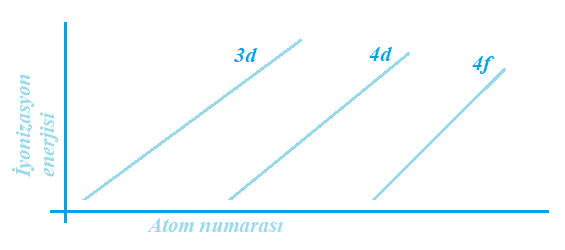 3d
4d
4f
İyonizasyon
enerjisi
Atom numarası